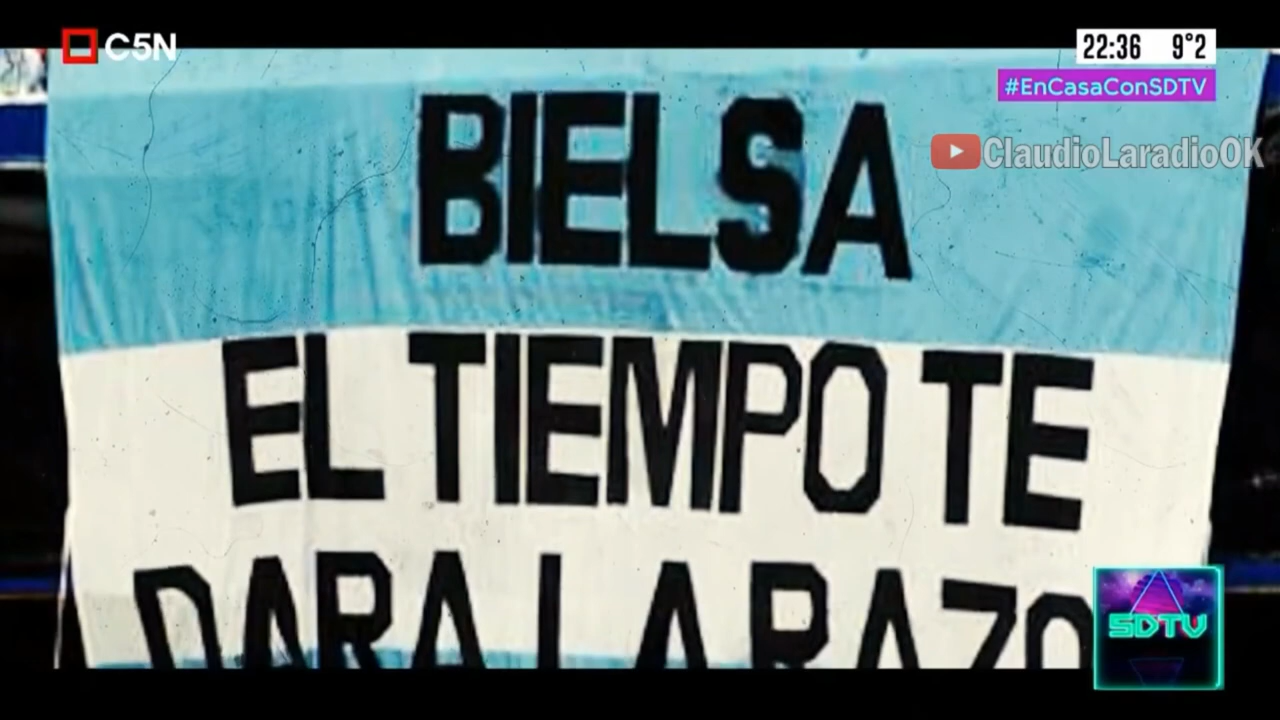 C5N
22:36 9°2
#EnCasaConSDTV
ClaudioLaradioOK
BIELSA
EL TIEMPO TE
DARA LA RAZO
SDTV